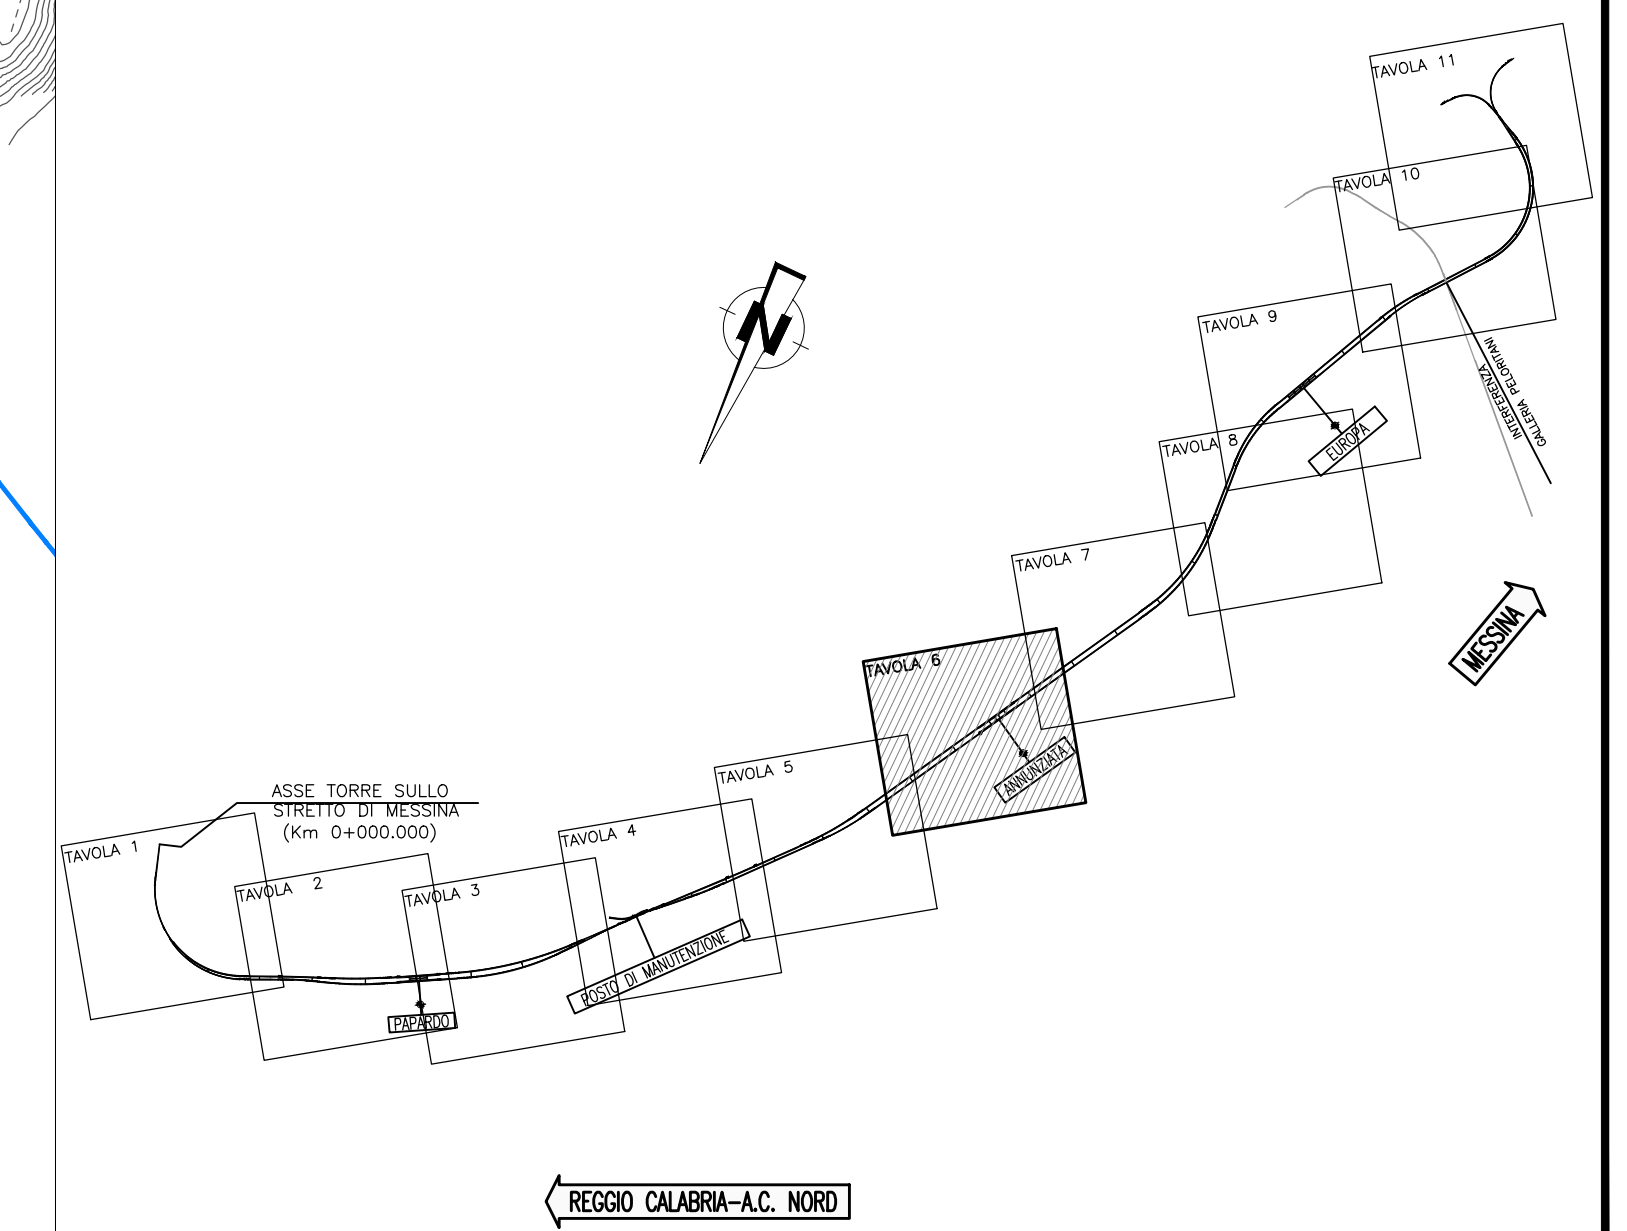 TAVOLA 11
TAVOLA 10
N
TAVOLA 9
INTERFERENZA
GALLERIA PELORITANI
TAVOLA 8
EUROPA
TAVOLA 7
MESSINA
TAVOLA 6
ANNUNZIATA
TAVOLA 5
ASSE TORRE SULLO
STRETTO DI MESSINA
(Km 0+000.000)
TAVOLA 4
TAVOLA 1
TAVOLA 2
TAVOLA 3
POSTO DI MANUTENZIONE
PAPARDO
REGGIO CALABRIA-A.C. NORD